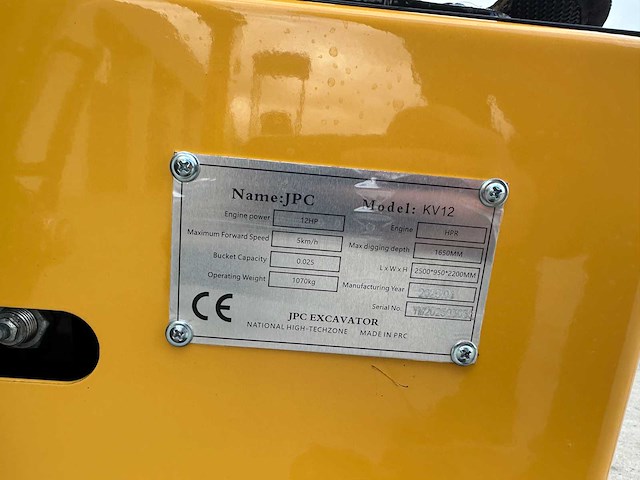 Name:JPC Model: KV12
Engine power 12HP Engine HPR
Maximum Forward Speed 5km/h Max digging depth 1650MM
Bucket Capacity 0.025 L x W x H 2500*950*2200MM
Operating Weight 1070kg Manufacturing Year
Serial No.
CE
JPC EXCAVATOR
NATIONAL HIGH-TECHZONE MADE IN PRC